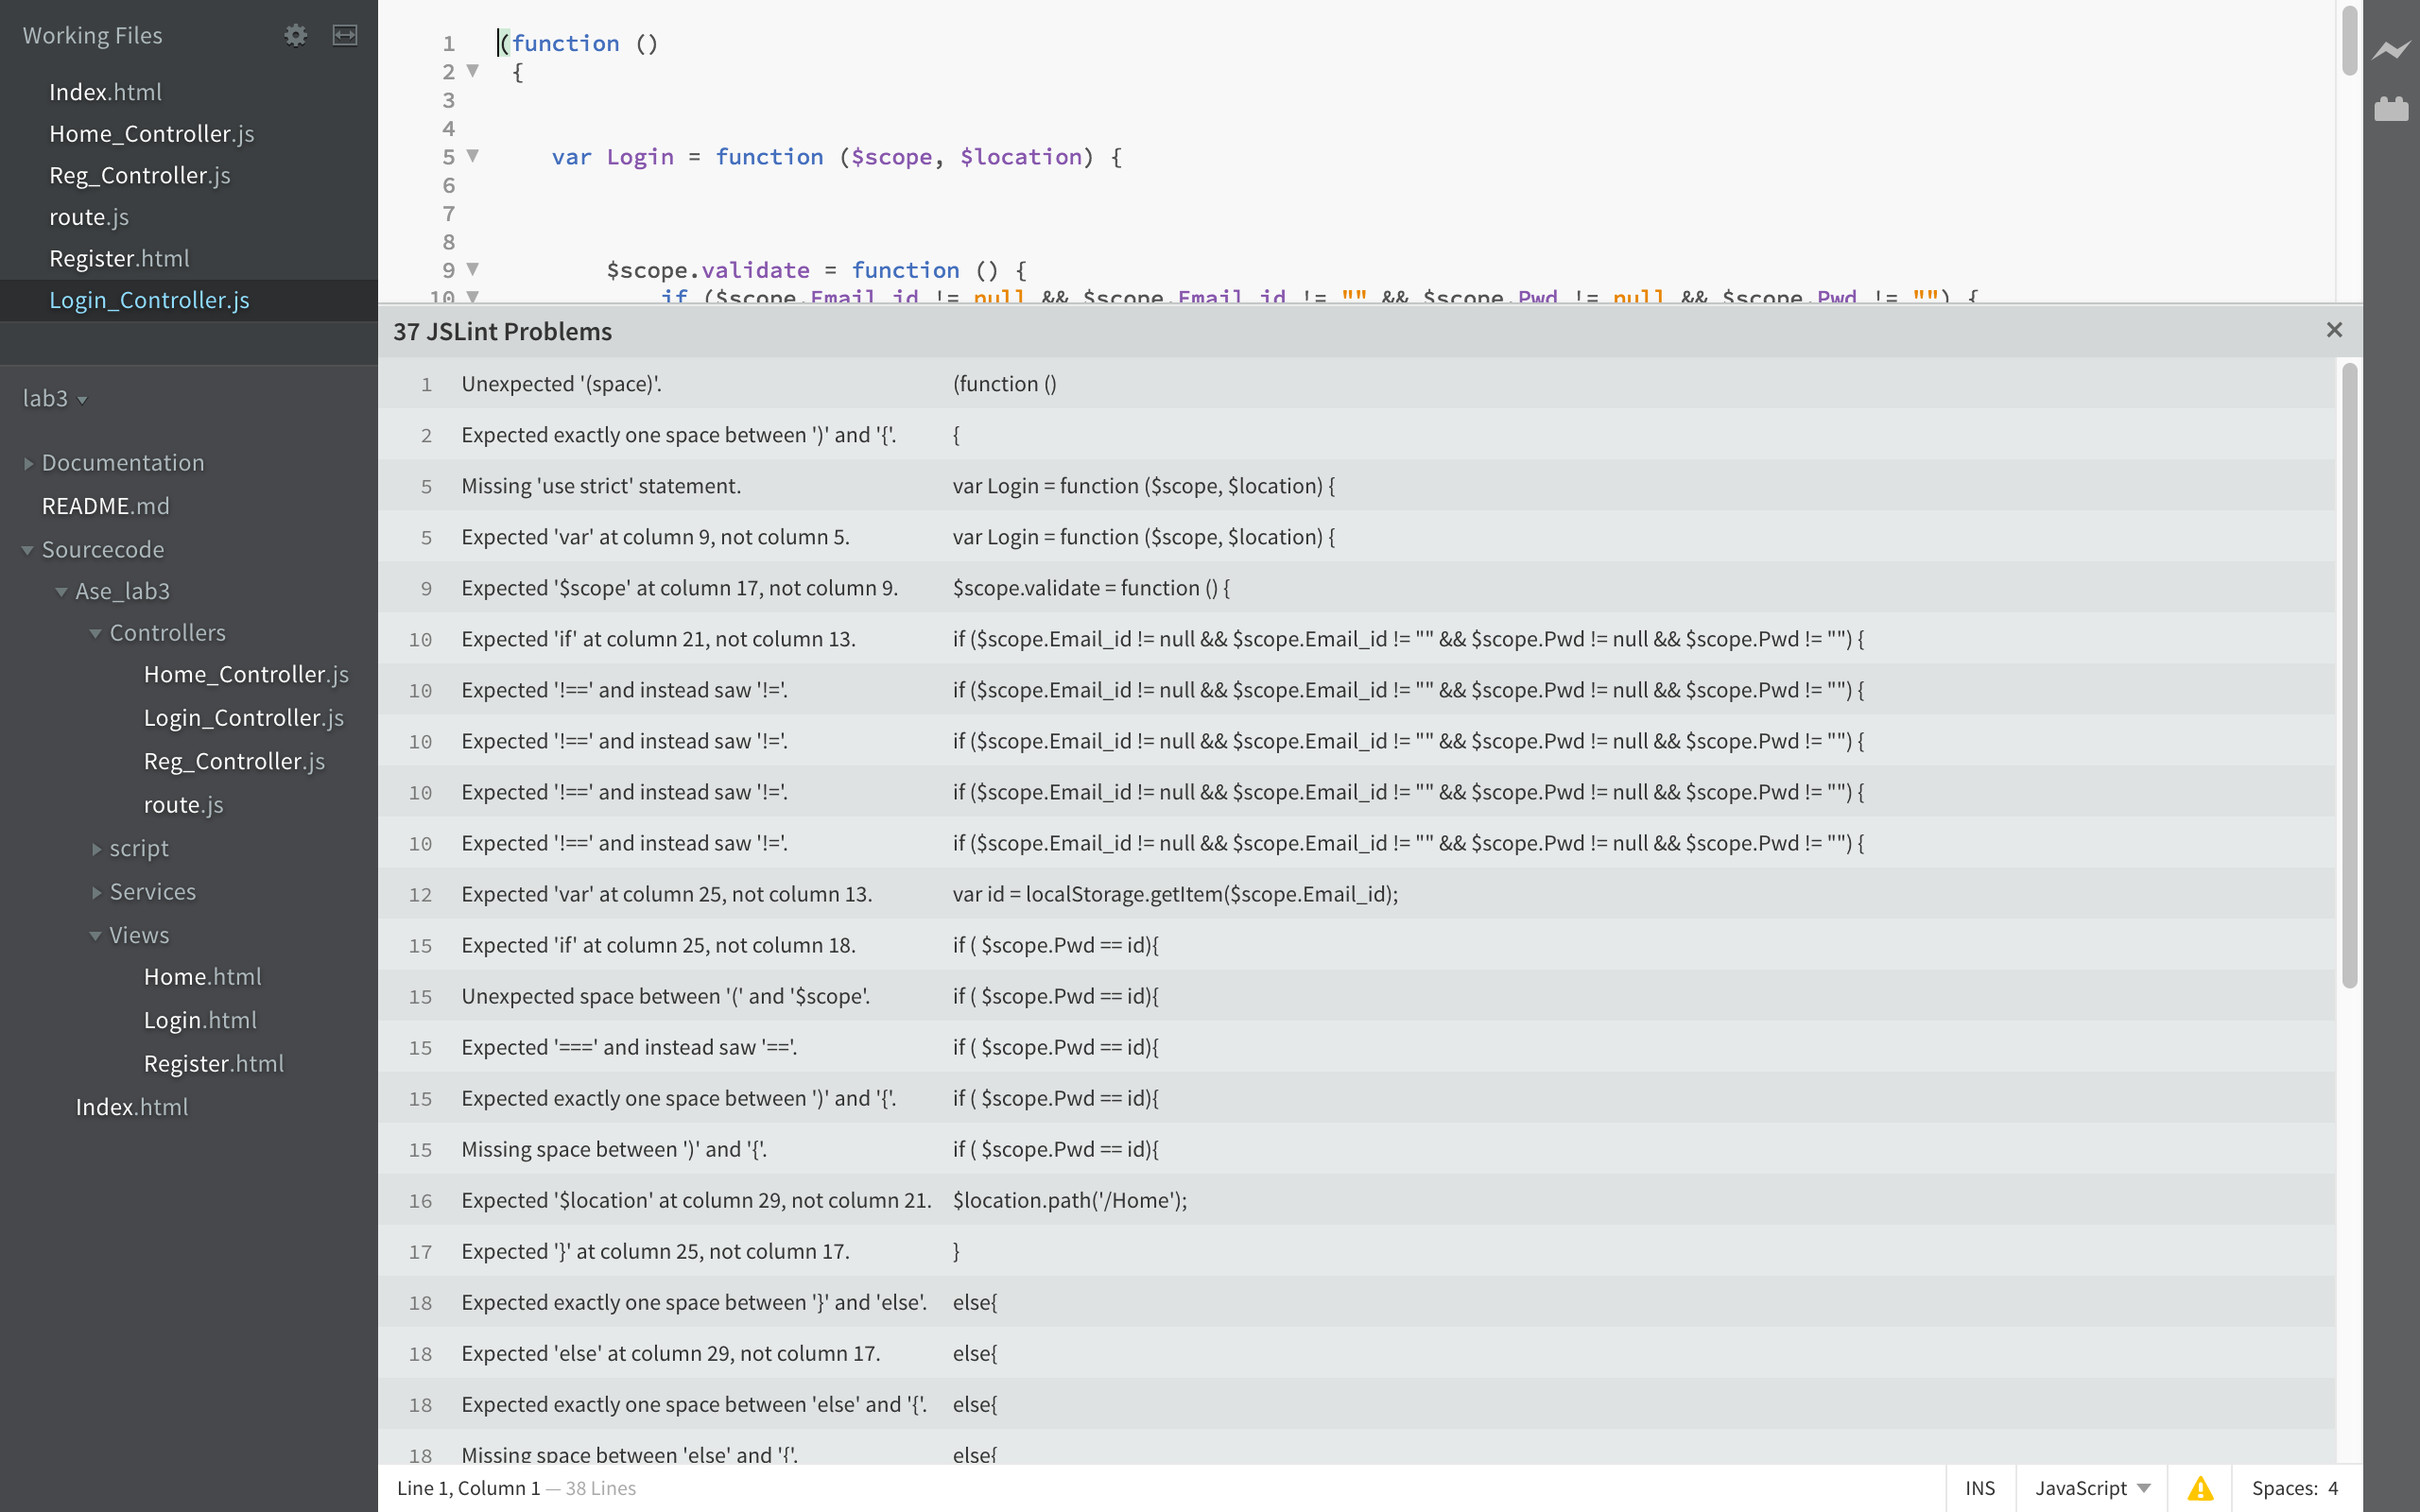 Working Files
Index.html
Home_Controller.js
Reg_Controller.js
route.js
Register.html
Login_Controller.js
lab3
Documentation
README.md
Sourcecode
Ase_lab3
Controllers
Home_Controller.js
Login_Controller.js
Reg_Controller.js
route.js
script
Services
Views
Home.html
Login.html
Register.html
Index.html
1 (function ()
2 {
3
4
5 var Login = function ($scope, $location) {
6
7
8
9 $scope.validate = function () {
10 if ($scope.Email_id != null && $scope.Email_id != "" && $scope.Pwd != null && $scope.Pwd != "") {
37 JSLint Problems
1 Unexpected '(space)'. (function ()
2 Expected exactly one space between ')' and '{'. {
5 Missing 'use strict' statement. var Login = function ($scope, $location) {
5 Expected 'var' at column 9, not column 5. var Login = function ($scope, $location) {
9 Expected '$scope' at column 17, not column 9. $scope.validate = function () {
10 Expected 'if' at column 21, not column 13. if ($scope.Email_id != null && $scope.Email_id != "" && $scope.Pwd != null && $scope.Pwd != "") {
10 Expected '!==' and instead saw '!='. if ($scope.Email_id != null && $scope.Email_id != "" && $scope.Pwd != null && $scope.Pwd != "") {
10 Expected '!==' and instead saw '!='. if ($scope.Email_id != null && $scope.Email_id != "" && $scope.Pwd != null && $scope.Pwd != "") {
10 Expected '!==' and instead saw '!='. if ($scope.Email_id != null && $scope.Email_id != "" && $scope.Pwd != null && $scope.Pwd != "") {
10 Expected '!==' and instead saw '!='. if ($scope.Email_id != null && $scope.Email_id != "" && $scope.Pwd != null && $scope.Pwd != "") {
12 Expected 'var' at column 25, not column 13. var id = localStorage.getItem($scope.Email_id);
15 Expected 'if' at column 25, not column 18. if ( $scope.Pwd == id){
15 Unexpected space between '(' and '$scope'. if ( $scope.Pwd == id){
15 Expected '===' and instead saw '=='. if ( $scope.Pwd == id){
15 Expected exactly one space between ')' and '{'. if ( $scope.Pwd == id){
15 Missing space between ')' and '{'. if ( $scope.Pwd == id){
16 Expected '$location' at column 29, not column 21. $location.path('/Home');
17 Expected '}' at column 25, not column 17. }
18 Expected exactly one space between '}' and 'else'. else{
18 Expected 'else' at column 29, not column 17. else{
18 Expected exactly one space between 'else' and '{'. else{
18 Missing space between 'else' and '{'. else{
Line 1, Column 1 — 38 Lines
INS JavaScript Spaces: 4